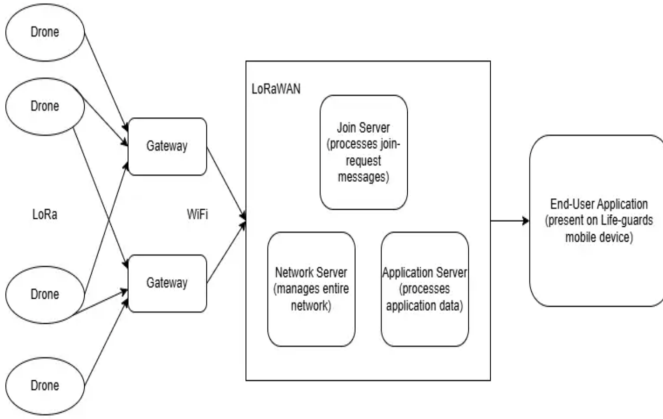 Drone
Drone
LoRa
Drone
Drone
Gateway
WiFi
Gateway
LoRaWAN
Join Server
(processes join-
request
messages)
Network Server
(manages entire
network)
Application Server
(processes
application data)
End-User Application
(present on Life-guards
mobile device)